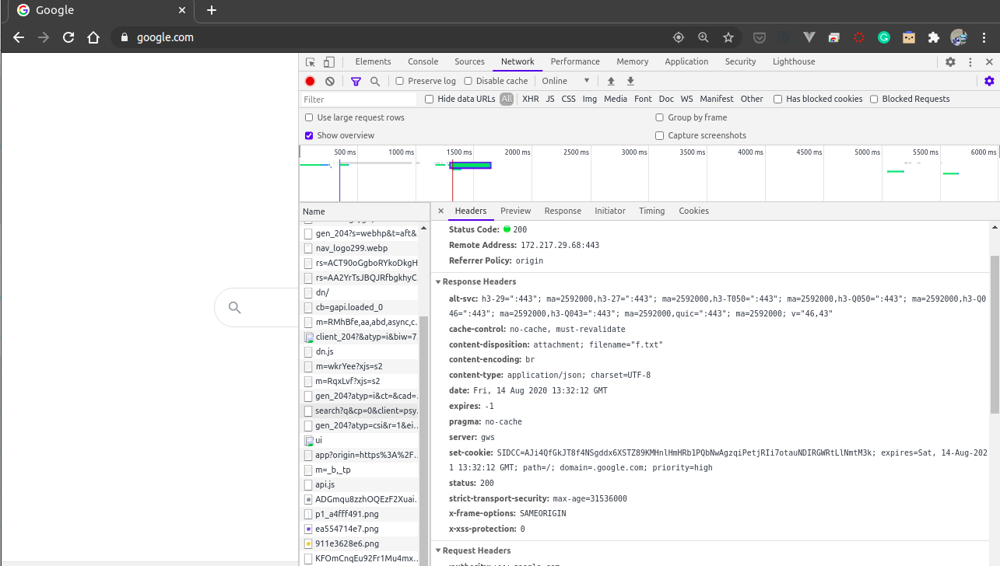 Google
google.com
Elements Console Sources Network Performance Memory Application Security Lighthouse
Preserve log Disable cache Online
Filter Hide data URLs All XHR JS CSS Img Media Font Doc WS Manifest Other Has blocked cookies Blocked Requests
Use large request rows Group by frame
Show overview Capture screenshots
500 ms 1000 ms 1500 ms 2000 ms 2500 ms 3000 ms 3500 ms 4000 ms 4500 ms 5000 ms 5500 ms 6000 ms
Name
gen_204?s=webhp&t=aft&.
nav_logo299.webp
rs=ACT90oGgboRYkoDkgH
rs=AA2YrTsJBQJRfbgkhyC
dn/
cb=gapi.loaded_0
m=RMhBfe,aa,abd,async,c.
client_204?&atyp=i&biw=7.
dn.js
m=wkrYee?xjs=s2
m=RqxLvf?xjs=s2
gen_204?atyp=i&ct=&cad=.
search?q&cp=0&client=psy.
gen_204?atyp=csi&r=1&ei..
ui
app?origin=https%3A%2F.
m=_b,_tp
api.js
ADGmqu8zzhOQEzF2Xuai.
p1_a4fff491.png
ea554714e7.png
911e3628e6.png
KFOmCnqEu92Fr1Mu4mx..
Headers Preview Response Initiator Timing Cookies
Status Code: 200
Remote Address: 172.217.29.68:443
Referrer Policy: origin
Response Headers
alt-svc: h3-29=":443"; ma=2592000,h3-27=":443"; ma=2592000,h3-T050=":443"; ma=2592000,h3-Q050=":443"; ma=2592000,h3-Q0
46=":443"; ma=2592000,h3-Q043=":443"; ma=2592000,quic=":443"; ma=2592000; v="46,43"
cache-control: no-cache, must-revalidate
content-disposition: attachment; filename="f.txt"
content-encoding: br
content-type: application/json; charset=UTF-8
date: Fri, 14 Aug 2020 13:32:12 GMT
expires: -1
pragma: no-cache
server: gws
set-cookie: SIDCC=AJi4QfGkJT8f4NSgddx6XSTZ89KMHnlHmHRb1PQbNwAgzqiPetjRIi7otauNDIRGWRtLlNmtM3k; expires=Sat, 14-Aug-202
1 13:32:12 GMT; path=/; domain=.google.com; priority=high
status: 200
strict-transport-security: max-age=31536000
x-frame-options: SAMEORIGIN
x-xss-protection: 0
Request Headers